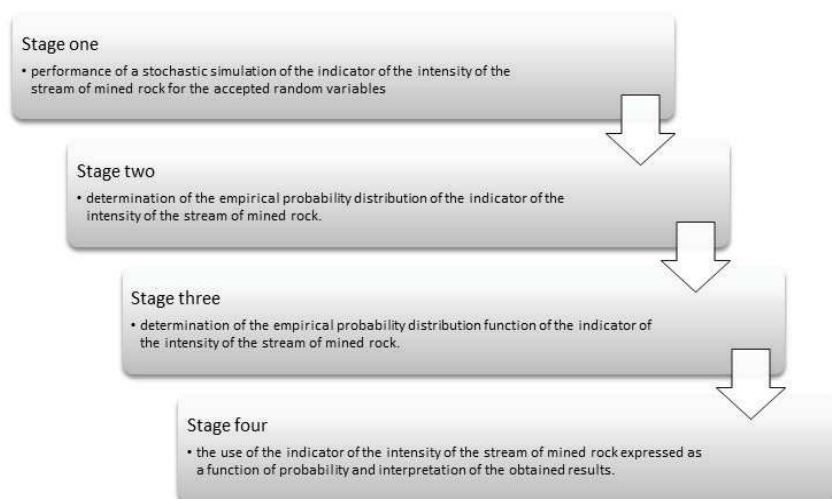 Stage one
• performance of a stochastic simulation of the indicator of the intensity of the
stream of mined rock for the accepted random variables
Stage two
• determination of the empirical probability distribution of the indicator of the
intensity of the stream of mined rock.
Stage three
• determination of the empirical probability distribution function of the indicator of
the intensity of the stream of mined rock.
Stage four
• the use of the indicator of the intensity of the stream of mined rock expressed as
a function of probability and interpretation of the obtained results.